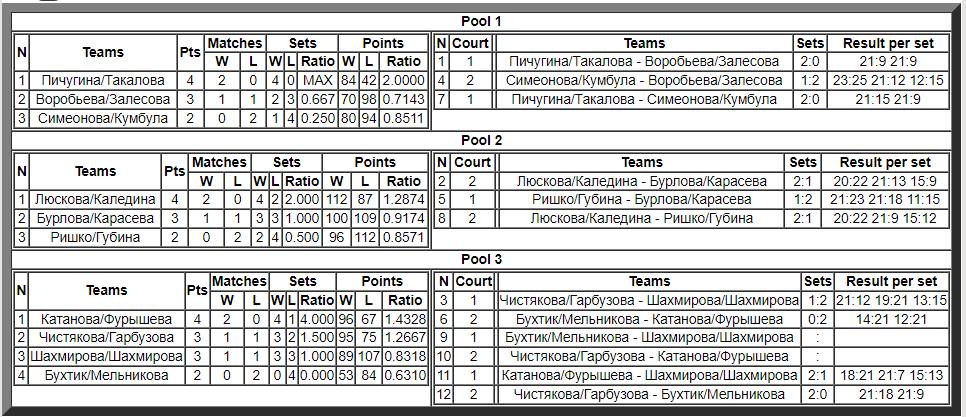 Pool 1
N Teams Pts Matches Sets Points
W L W L Ratio W L Ratio
1 Пичугина/Такалова 4 2 0 4 0 MAX 84 42 2.0000
2 Воробьева/Залесова 3 1 1 2 3 0.667 70 98 0.7143
3 Симеонова/Кумбула 2 0 2 1 4 0.250 80 94 0.8511
N Court Teams Sets Result per set
1 1 Пичугина/Такалова - Воробьева/Залесова 2:0 21:9 21:9
4 2 Симеонова/Кумбула - Воробьева/Залесова 1:2 23:25 21:12 12:15
7 1 Пичугина/Такалова - Симеонова/Кумбула 2:0 21:15 21:9
Pool 2
N Teams Pts Matches Sets Points
W L W L Ratio W L Ratio
1 Люскова/Каледина 4 2 0 4 2 2.000 112 87 1.2874
2 Бурлова/Карасева 3 1 1 3 3 1.000 100 109 0.9174
3 Ришко/Губина 2 0 2 2 4 0.500 96 112 0.8571
N Court Teams Sets Result per set
2 2 Люскова/Каледина - Бурлова/Карасева 2:1 20:22 21:13 15:9
5 1 Ришко/Губина - Бурлова/Карасева 1:2 21:23 21:18 11:15
8 2 Люскова/Каледина - Ришко/Губина 2:1 20:22 21:9 15:12
Pool 3
N Teams Pts Matches Sets Points
W L W L Ratio W L Ratio
1 Катанова/Фурышева 4 2 0 4 1 4.000 96 67 1.4328
2 Чистякова/Гарбузова 3 1 1 3 2 1.500 95 75 1.2667
3 Шахмирова/Шахмирова 3 1 1 3 3 1.000 89 107 0.8318
4 Бухтик/Мельникова 2 0 2 0 4 0.000 53 84 0.6310
N Court Teams Sets Result per set
3 1 Чистякова/Гарбузова - Шахмирова/Шахмирова 1:2 21:12 19:21 13:15
6 2 Бухтик/Мельникова - Катанова/Фурышева 0:2 14:21 12:21
9 1 Бухтик/Мельникова - Шахмирова/Шахмирова :
10 2 Чистякова/Гарбузова - Катанова/Фурышева :
11 1 Катанова/Фурышева - Шахмирова/Шахмирова 2:1 18:21 21:7 15:13
12 2 Чистякова/Гарбузова - Бухтик/Мельникова 2:0 21:18 21:9